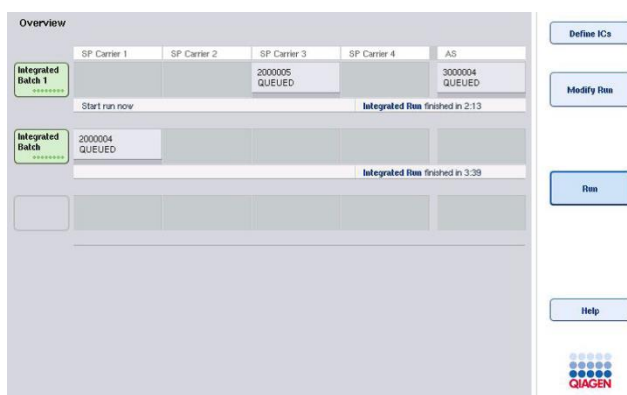 Overview
Define ICs
SP Carrier 1 SP Carrier 2 SP Carrier 3 SP Carrier 4 AS
Integrated
Batch 1
2000005
QUEUED
3000004
QUEUED
Modify Run
Start run now Integrated Run finished in 2:13
Integrated
Batch
2000004
QUEUED
Integrated Run finished in 3:39
Run
Help
QIAGEN